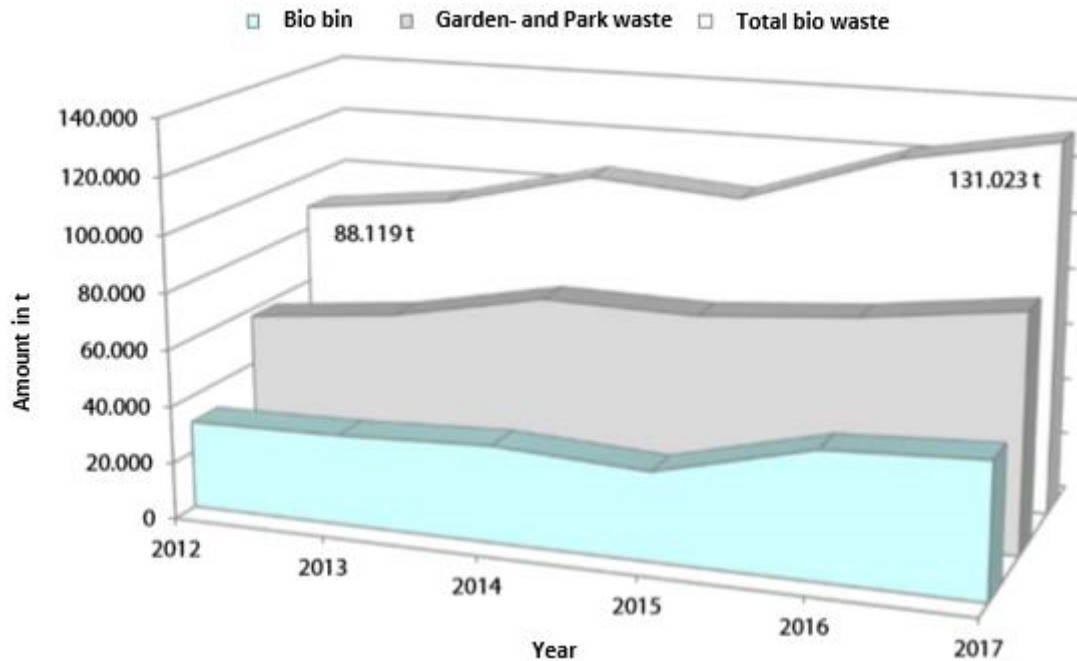 Bio bin Garden- and Park waste Total bio waste
140.000
120.000
100.000
80.000
60.000
40.000
20.000
0
Amount in t
88.119 t
131.023 t
2012
2013
2014
2015
2016
2017
Year